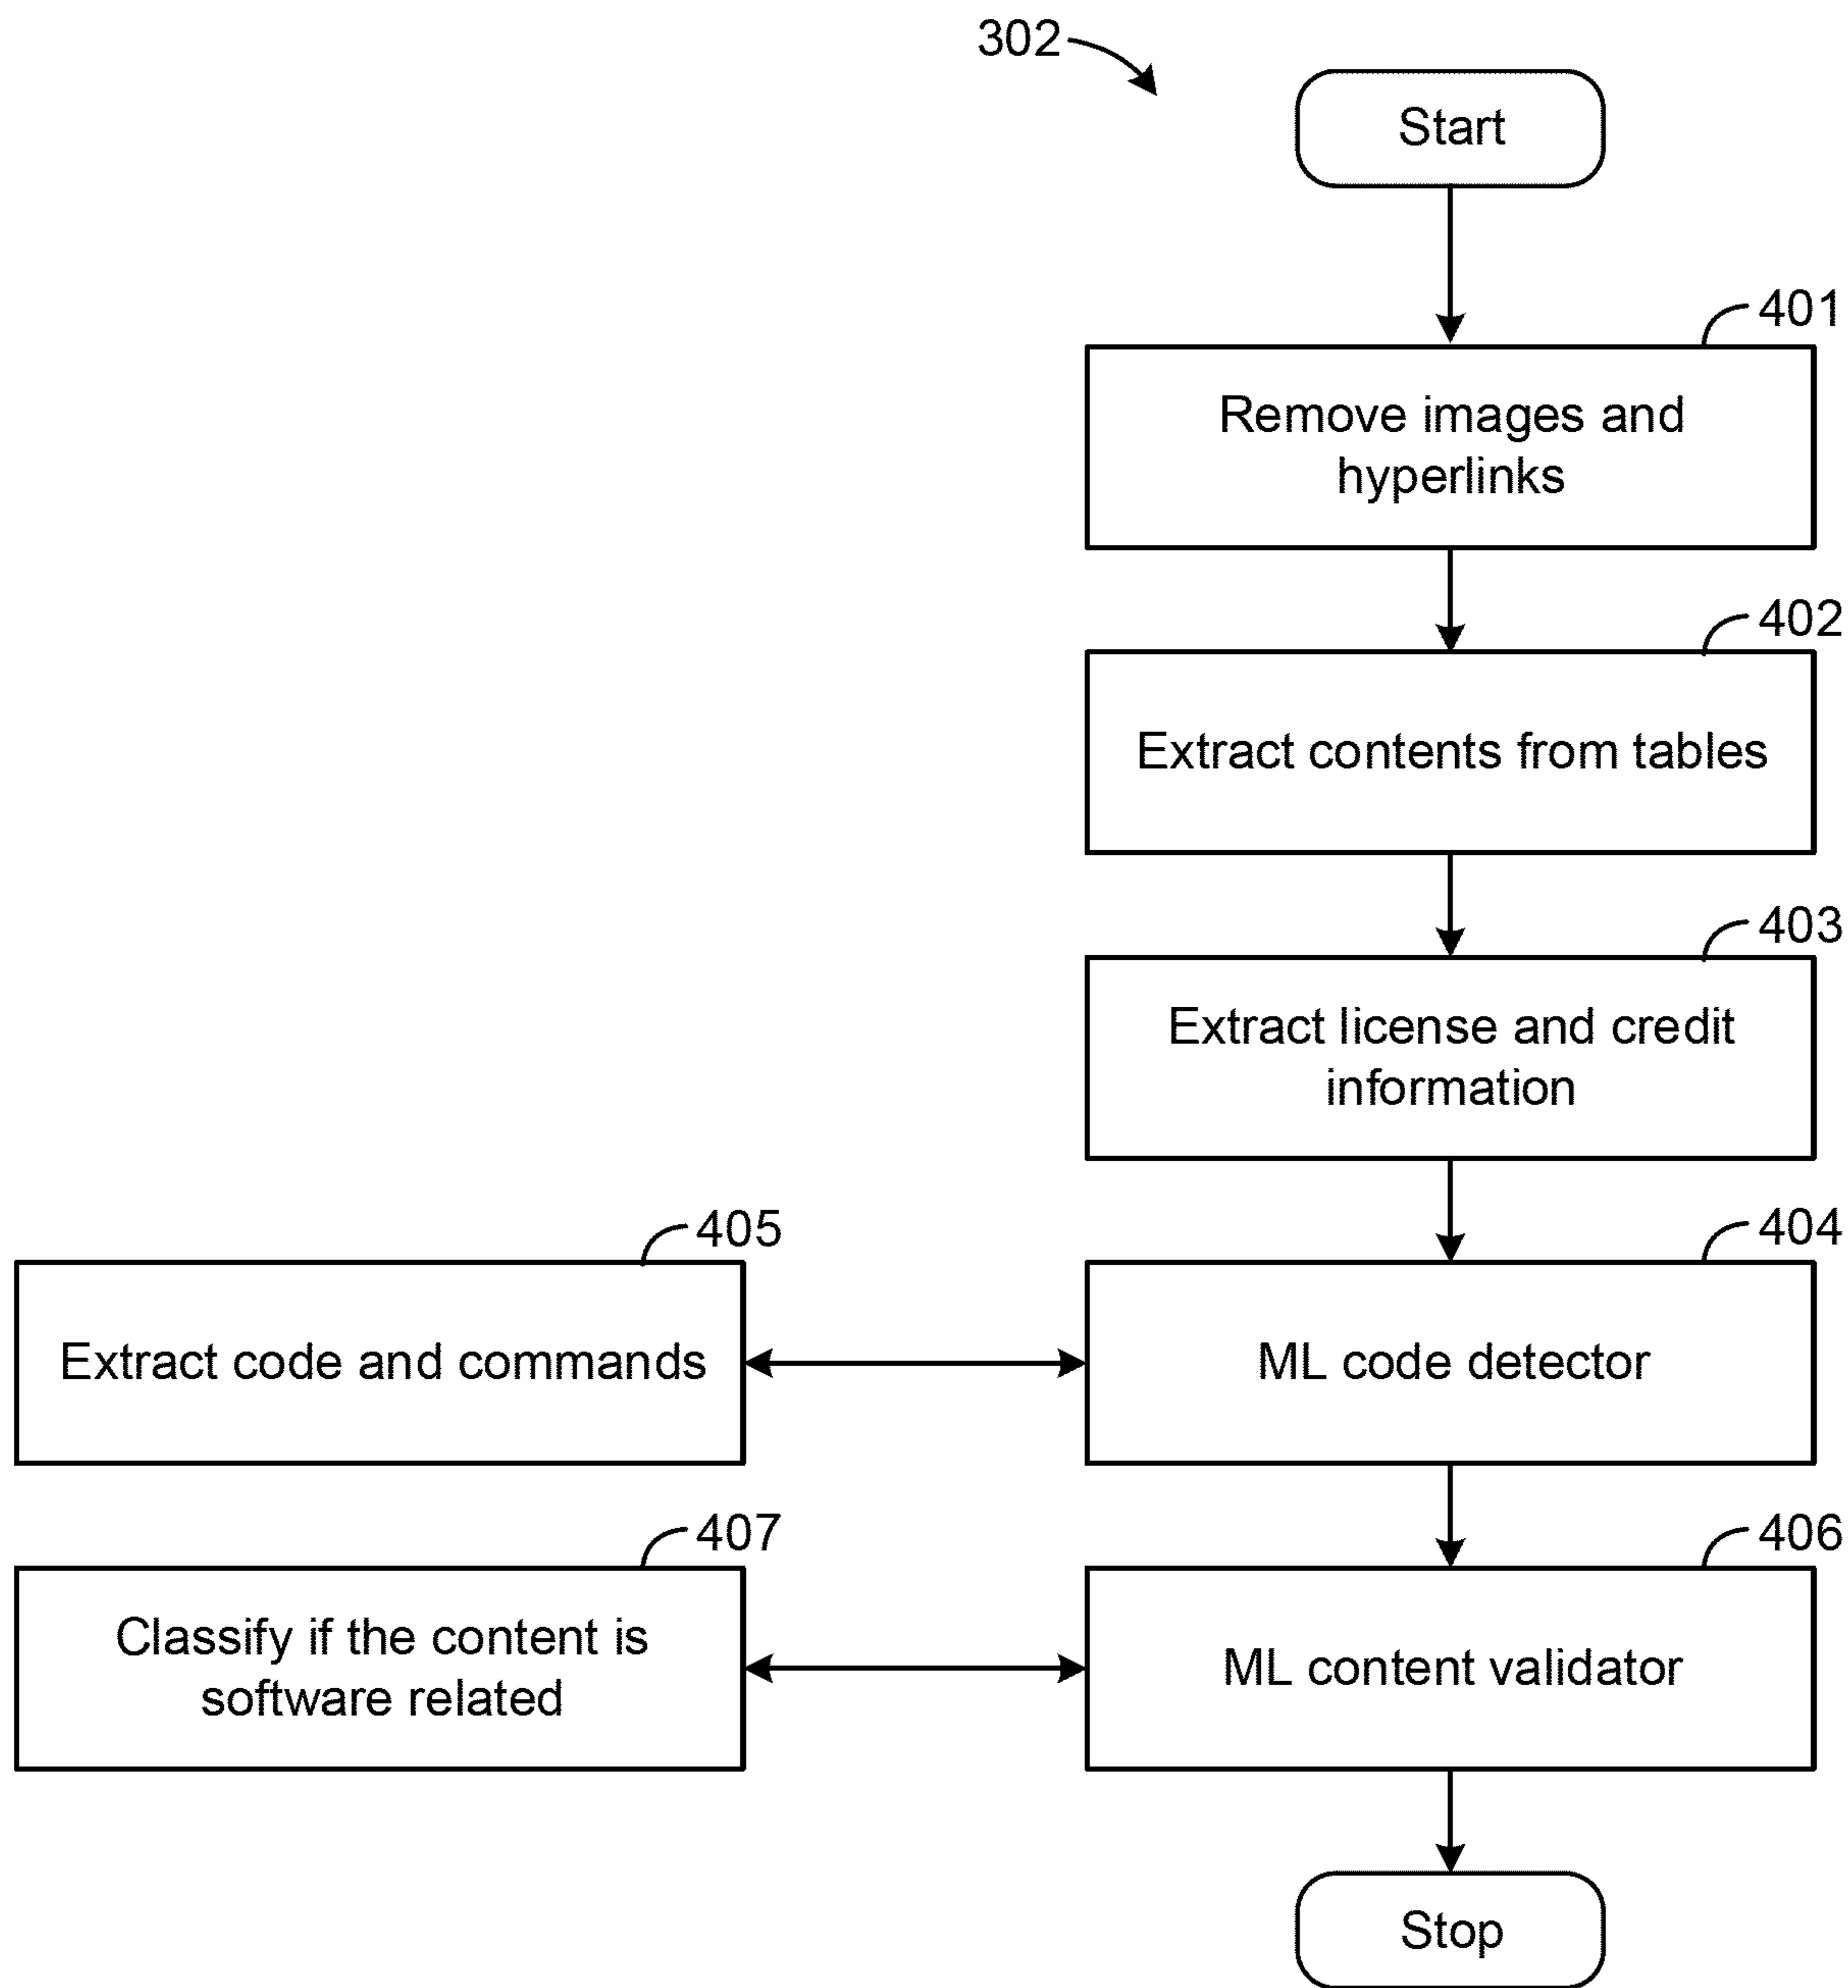 302
Start
401
Remove images and
hyperlinks
402
Extract contents from tables
403
Extract license and credit
information
405
Extract code and commands
404
ML code detector
407
Classify if the content is
software related
406
ML content validator
Stop